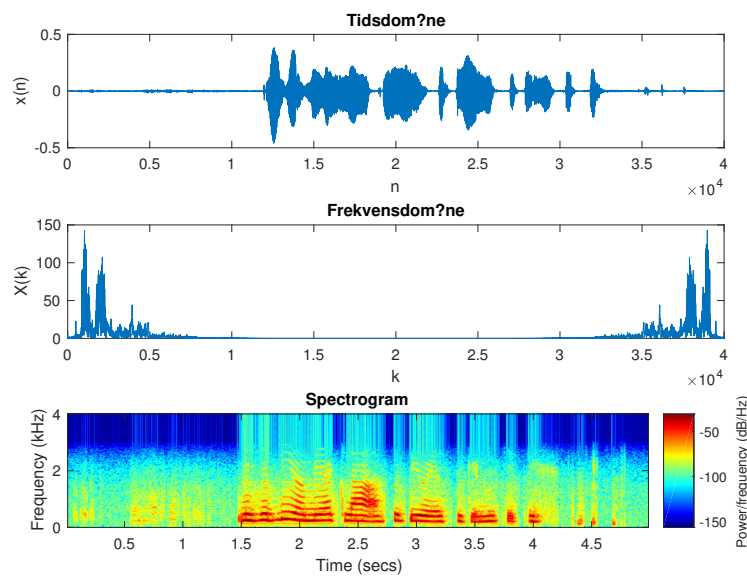 Tidsdom?ne
0.5
0
-0.5
x(n)
0 0.5 1 1.5 2 2.5 3 3.5 4
n
×10^4
Frekvensdom?ne
150
100
50
0
X(k)
0 0.5 1 1.5 2 2.5 3 3.5 4
k
×10^4
Spectrogram
4
2
0
Frequency (kHz)
0.5 1 1.5 2 2.5 3 3.5 4 4.5
Time (secs)
-50
-100
-150
Power/frequency (dB/Hz)